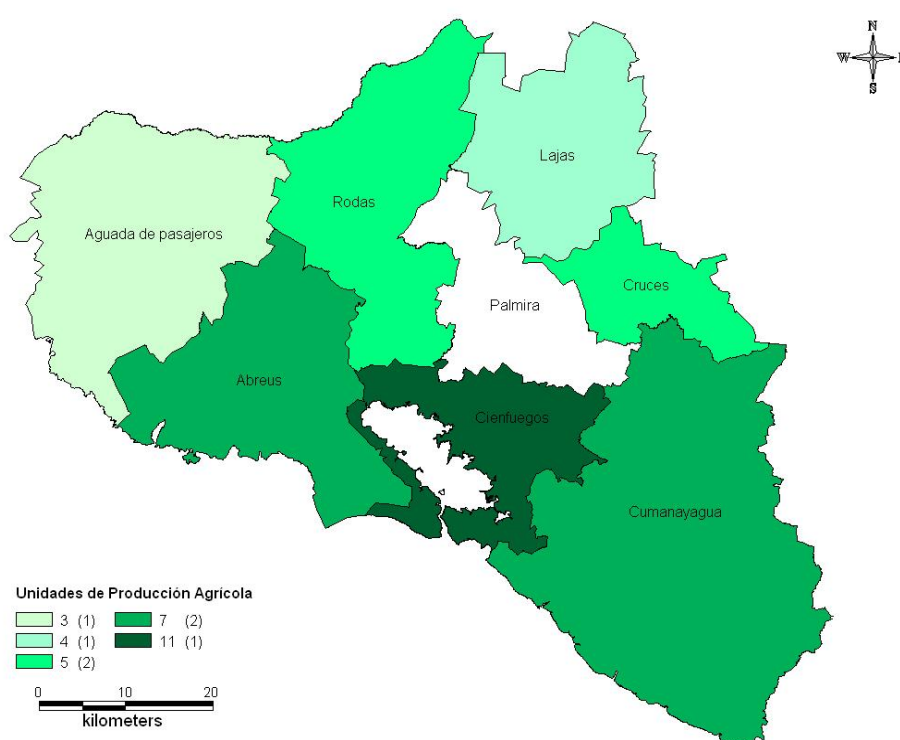 N
W
S
Lajas
Rodas
Aguada de pasajeros
Cruces
Palmira
Abreus
Cienfuegos
Cumanayagua
Unidades de Producción Agrícola
3 (1)
4 (1)
5 (2)
7 (2)
11 (1)
0 10 20
kilometers